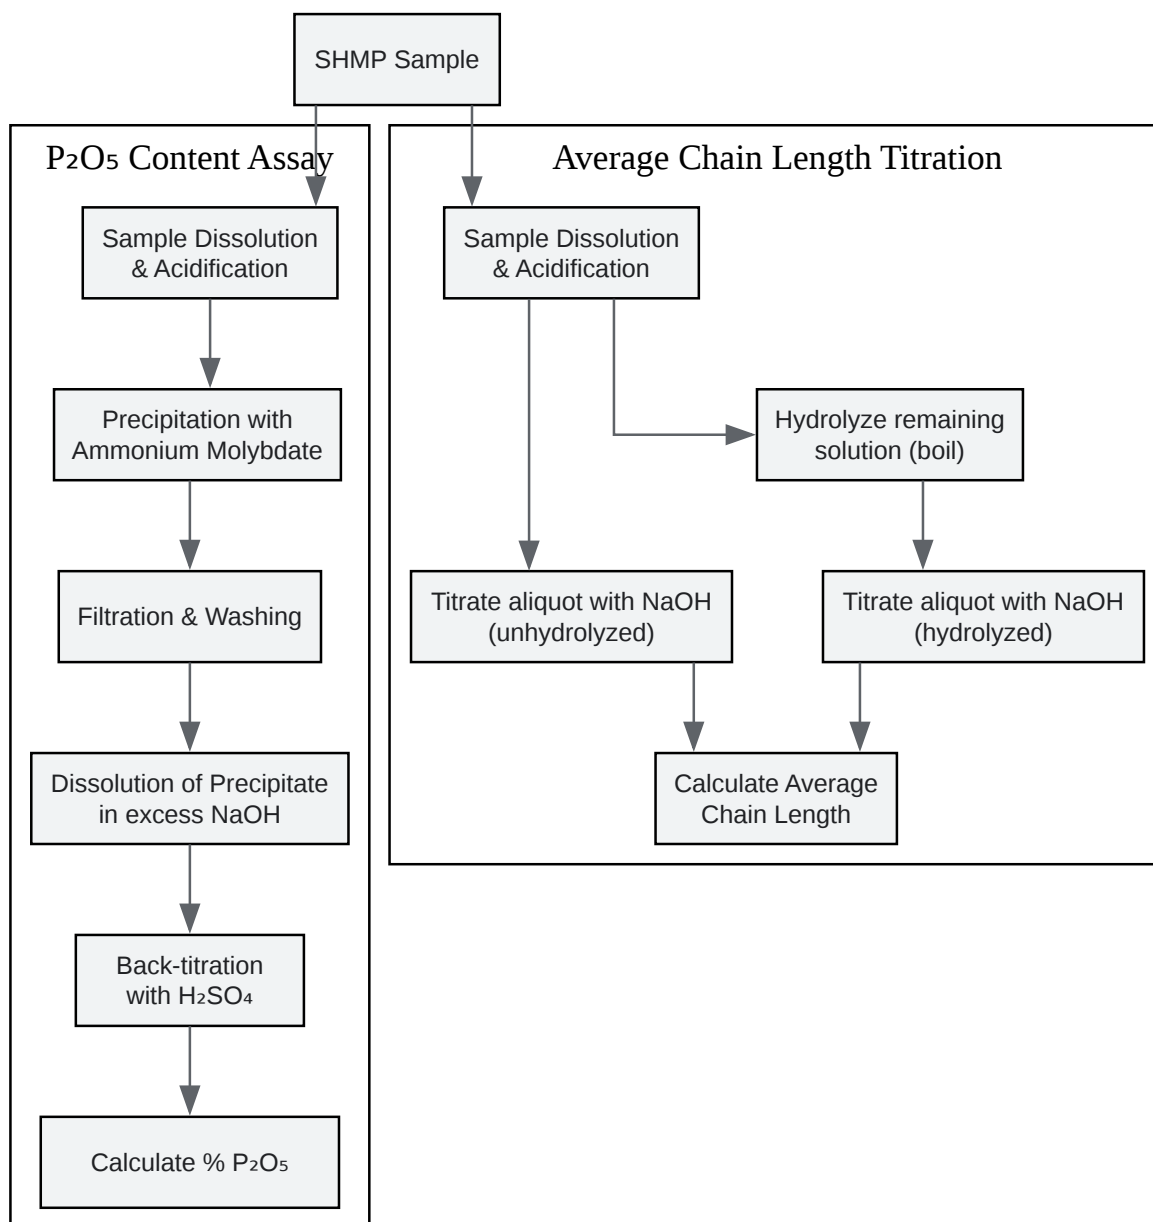 SHMP Sample
P₂O₅ Content Assay
Sample Dissolution
& Acidification
Precipitation with
Ammonium Molybdate
Filtration & Washing
Dissolution of Precipitate
in excess NaOH
Back-titration
with H₂SO₄
Calculate % P₂O₅
Average Chain Length Titration
Sample Dissolution
& Acidification
Hydrolyze remaining
solution (boil)
Titrate aliquot with NaOH
(unhydrolyzed)
Titrate aliquot with NaOH
(hydrolyzed)
Calculate Average
Chain Length